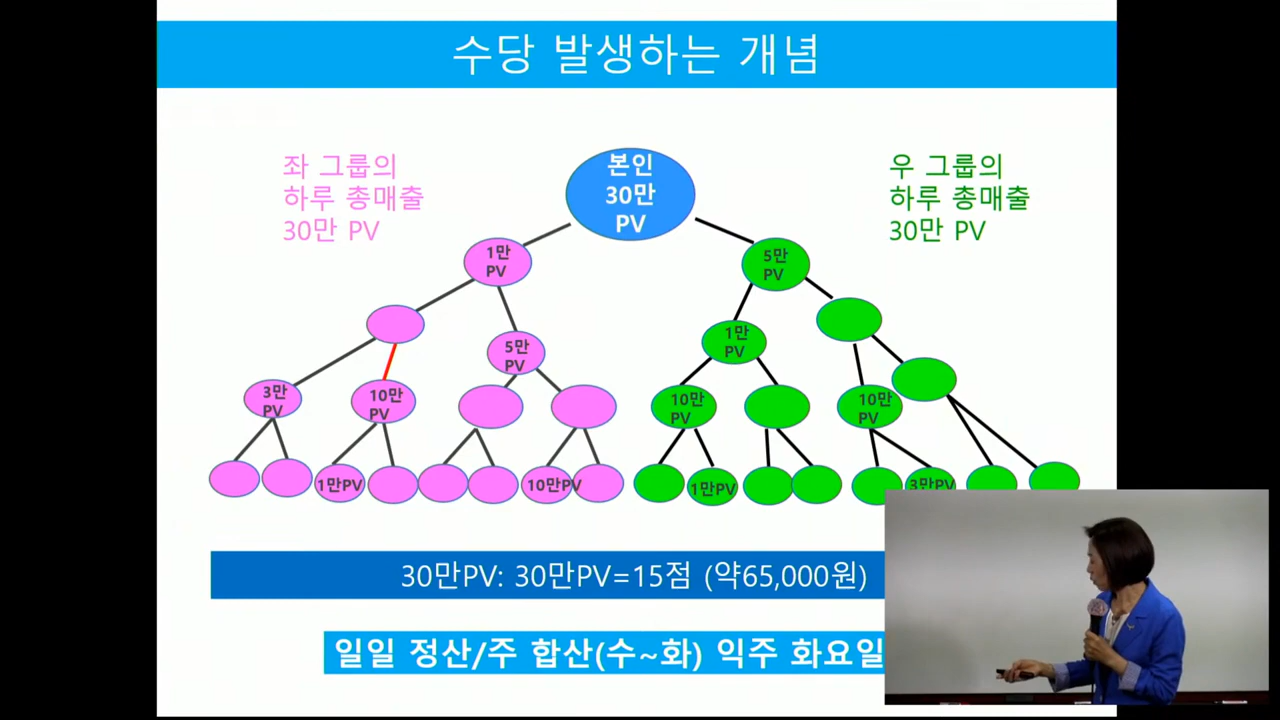 수당 발생하는 개념
좌 그룹의
하루 총매출
30만 PV
본인
30만
PV
우 그룹의
하루 총매출
30만 PV
1만
PV
5만
PV
5만
PV
1만
PV
3만
PV
10만
PV
10만
PV
10만
PV
1만PV
10만PV
1만PV
3만PV
30만PV: 30만PV=15점 (약65,000원)
일일 정산/주 합산(수~화) 익주 화요일